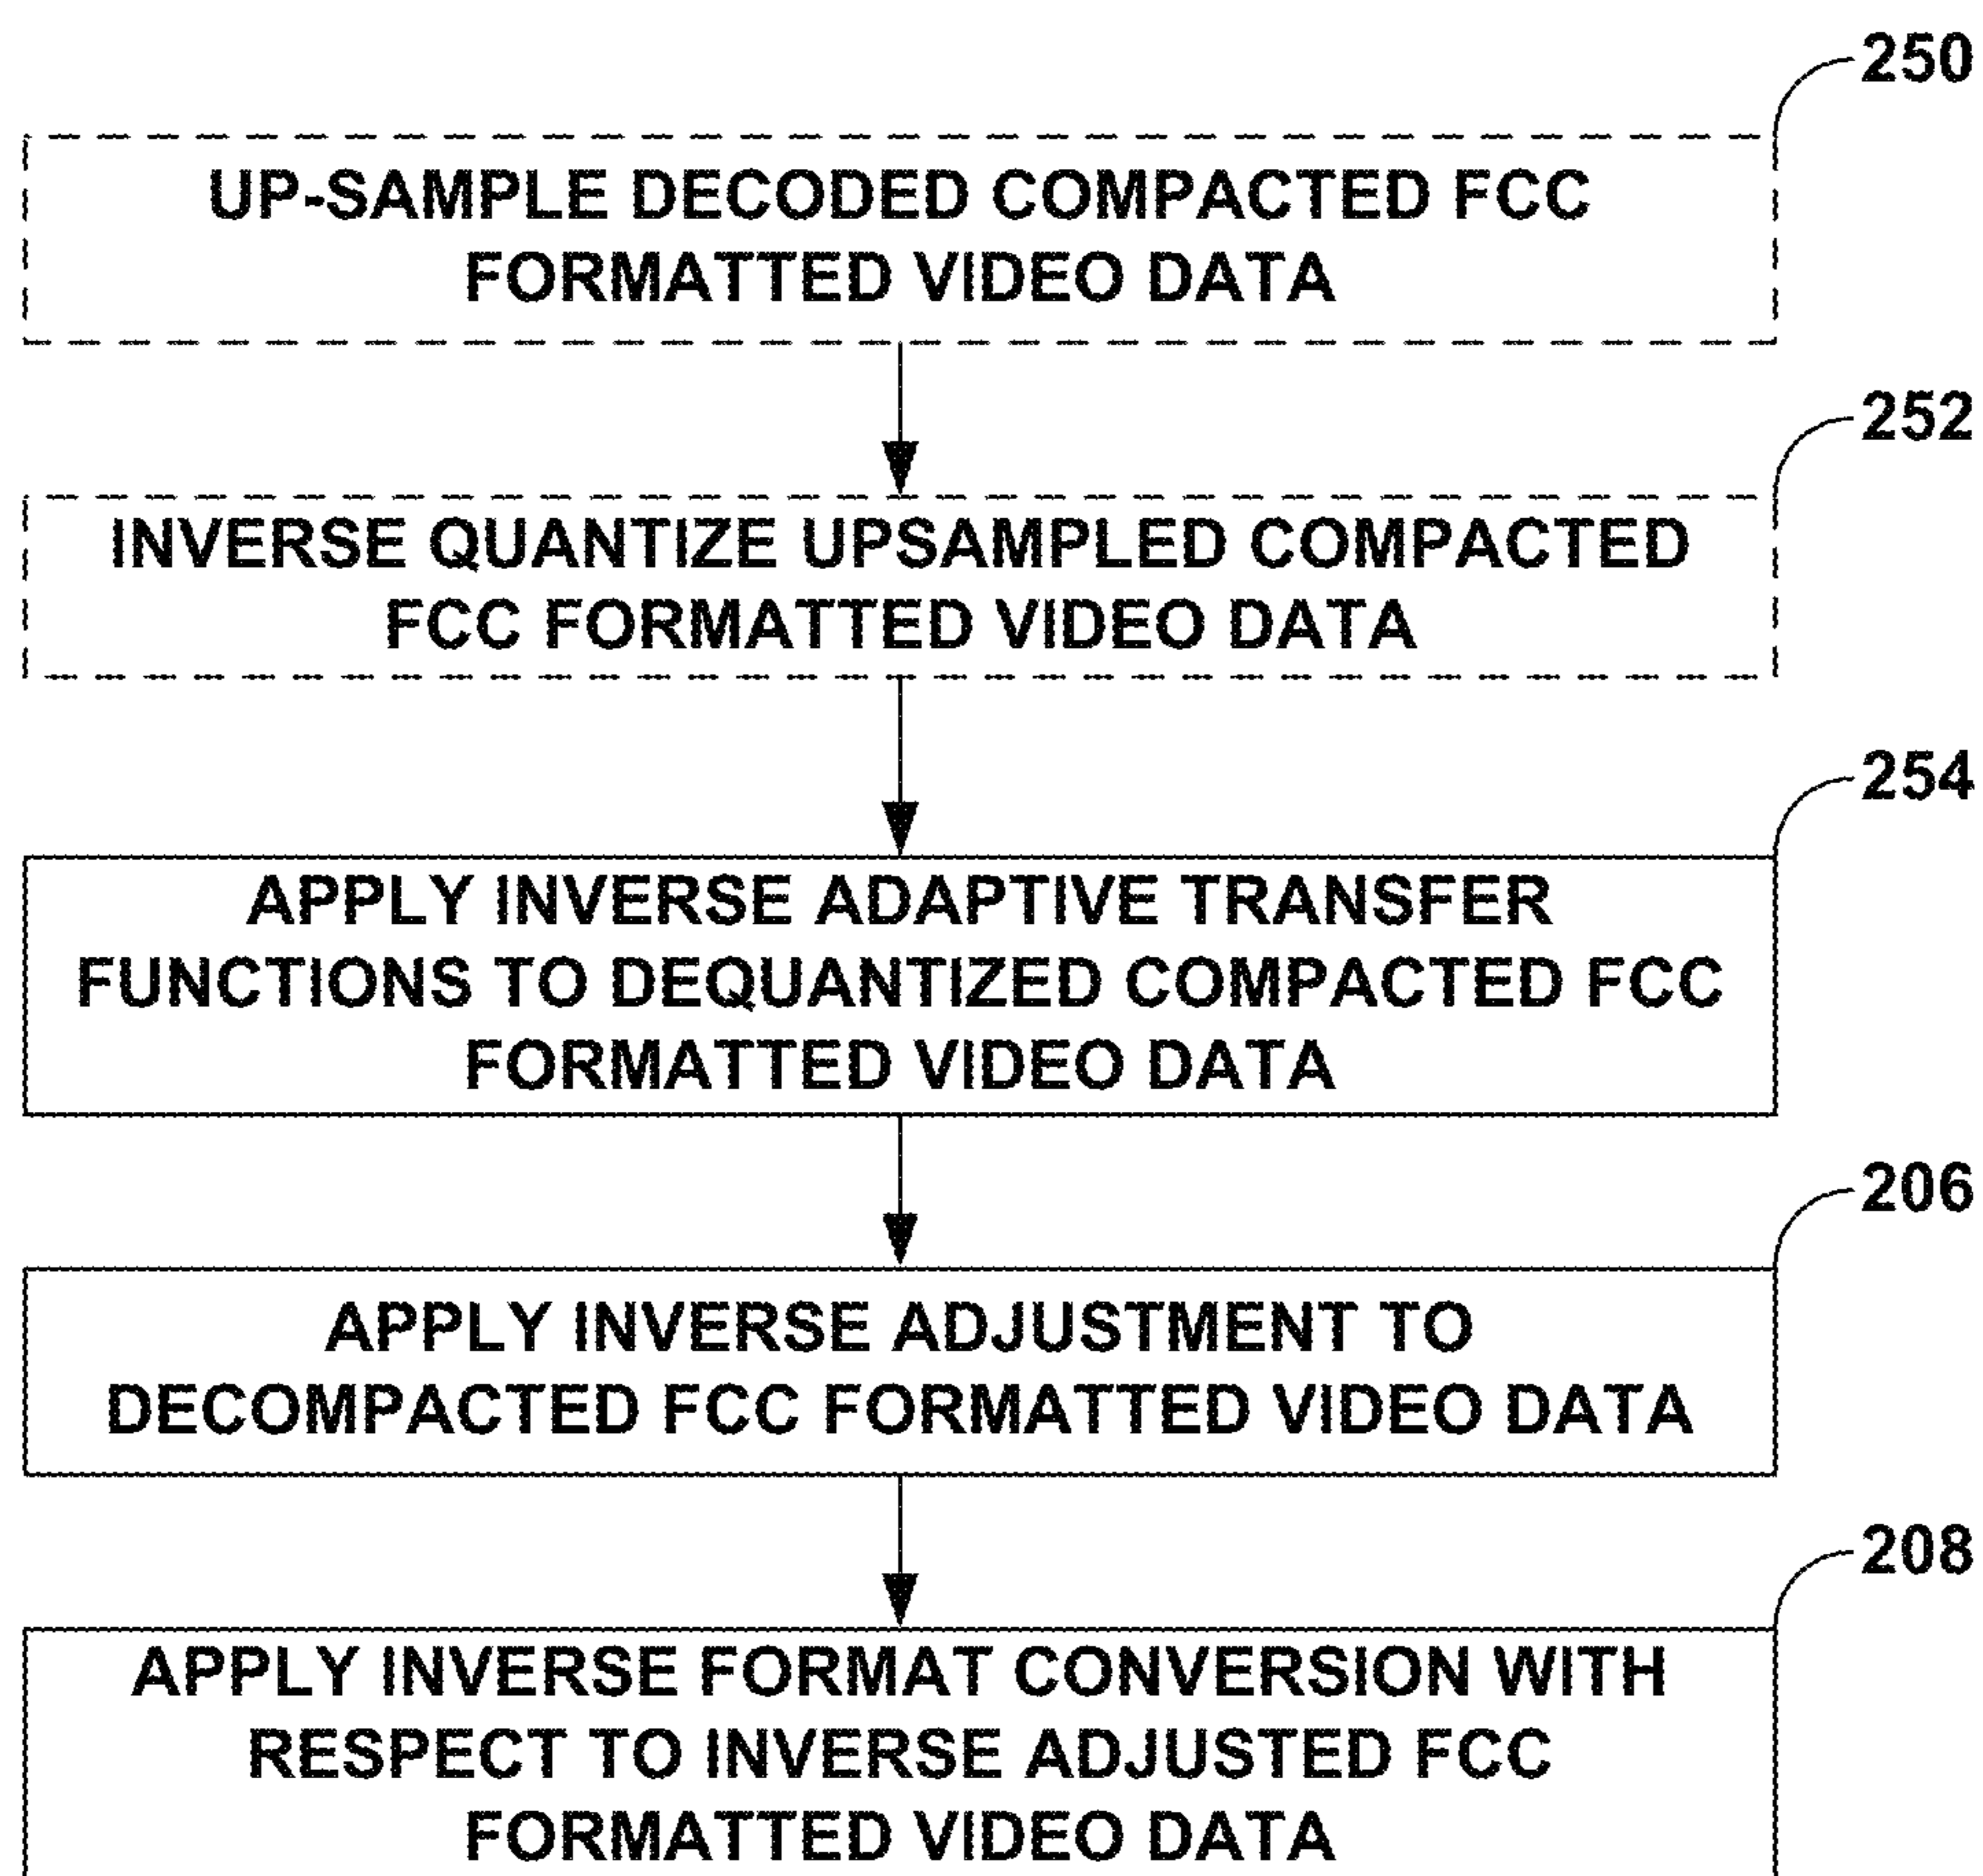 250
UP-SAMPLE DECODED COMPACTED FCC
FORMATTED VIDEO DATA
252
INVERSE QUANTIZE UPSAMPLED COMPACTED
FCC FORMATTED VIDEO DATA
254
APPLY INVERSE ADAPTIVE TRANSFER
FUNCTIONS TO DEQUANTIZED COMPACTED FCC
FORMATTED VIDEO DATA
206
APPLY INVERSE ADJUSTMENT TO
DECOMPACTED FCC FORMATTED VIDEO DATA
208
APPLY INVERSE FORMAT CONVERSION WITH
RESPECT TO INVERSE ADJUSTED FCC
FORMATTED VIDEO DATA